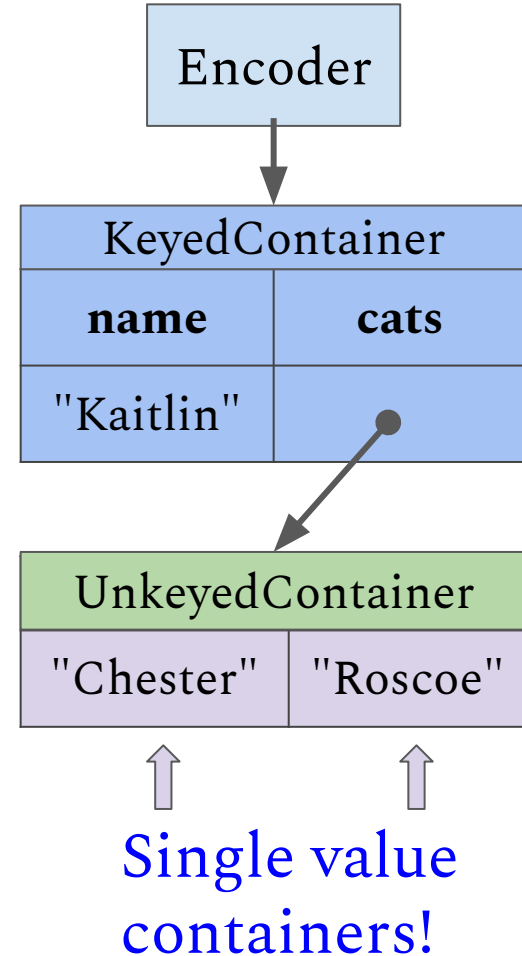 Encoder
KeyedContainer
name cats
"Kaitlin"
UnkeyedContainer
"Chester" "Roscoe"
Single value
containers!